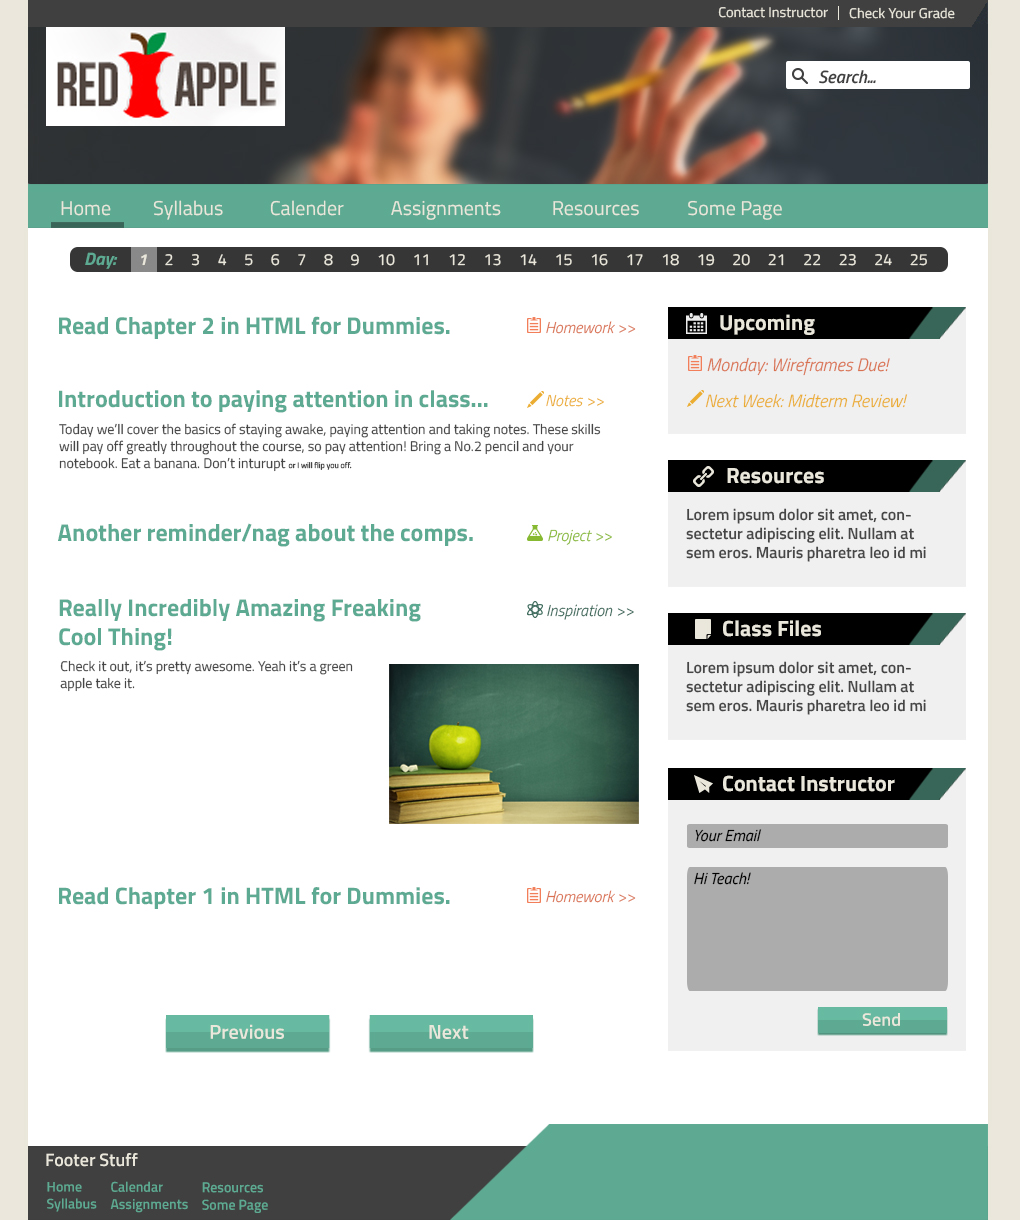 Contact Instructor | Check Your Grade
RED APPLE
Search...
Home Syllabus Calender Assignments Resources Some Page
Day: 1 2 3 4 5 6 7 8 9 10 11 12 13 14 15 16 17 18 19 20 21 22 23 24 25
Read Chapter 2 in HTML for Dummies.
Homework >>
Introduction to paying attention in class...
Notes >>
Today we'll cover the basics of staying awake, paying attention and taking notes. These skills
will pay off greatly throughout the course, so pay attention! Bring a No.2 pencil and your
notebook. Eat a banana. Don't inturupt or I will flip you off.
Another reminder/nag about the comps.
Project >>
Really Incredibly Amazing Freaking
Cool Thing!
Inspiration >>
Check it out, it's pretty awesome. Yeah it's a green
apple take it.
Read Chapter 1 in HTML for Dummies.
Homework >>
Previous
Next
Upcoming
Monday: Wireframes Due!
Next Week: Midterm Review!
Resources
Lorem ipsum dolor sit amet, con-
sectetur adipiscing elit. Nullam at
sem eros. Mauris pharetra leo id mi
Class Files
Lorem ipsum dolor sit amet, con-
sectetur adipiscing elit. Nullam at
sem eros. Mauris pharetra leo id mi
Contact Instructor
Your Email
Hi Teach!
Send
Footer Stuff
Home Calendar Resources
Syllabus Assignments Some Page